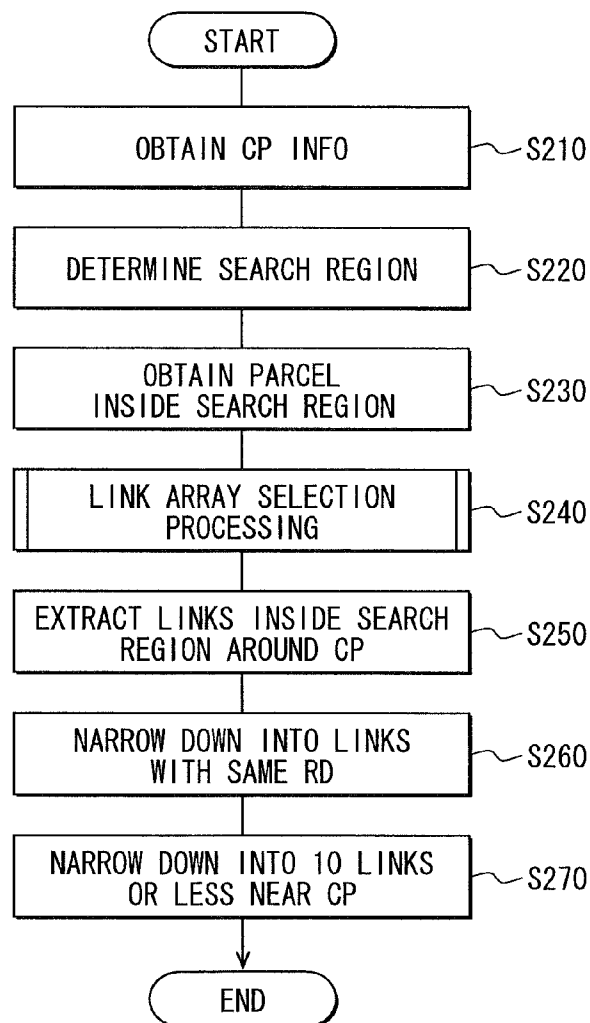 START
OBTAIN CP INFO
S210
DETERMINE SEARCH REGION
S220
OBTAIN PARCEL
INSIDE SEARCH REGION
S230
LINK ARRAY SELECTION
PROCESSING
S240
EXTRACT LINKS INSIDE SEARCH
REGION AROUND CP
S250
NARROW DOWN INTO LINKS
WITH SAME RD
S260
NARROW DOWN INTO 10 LINKS
OR LESS NEAR CP
S270
END